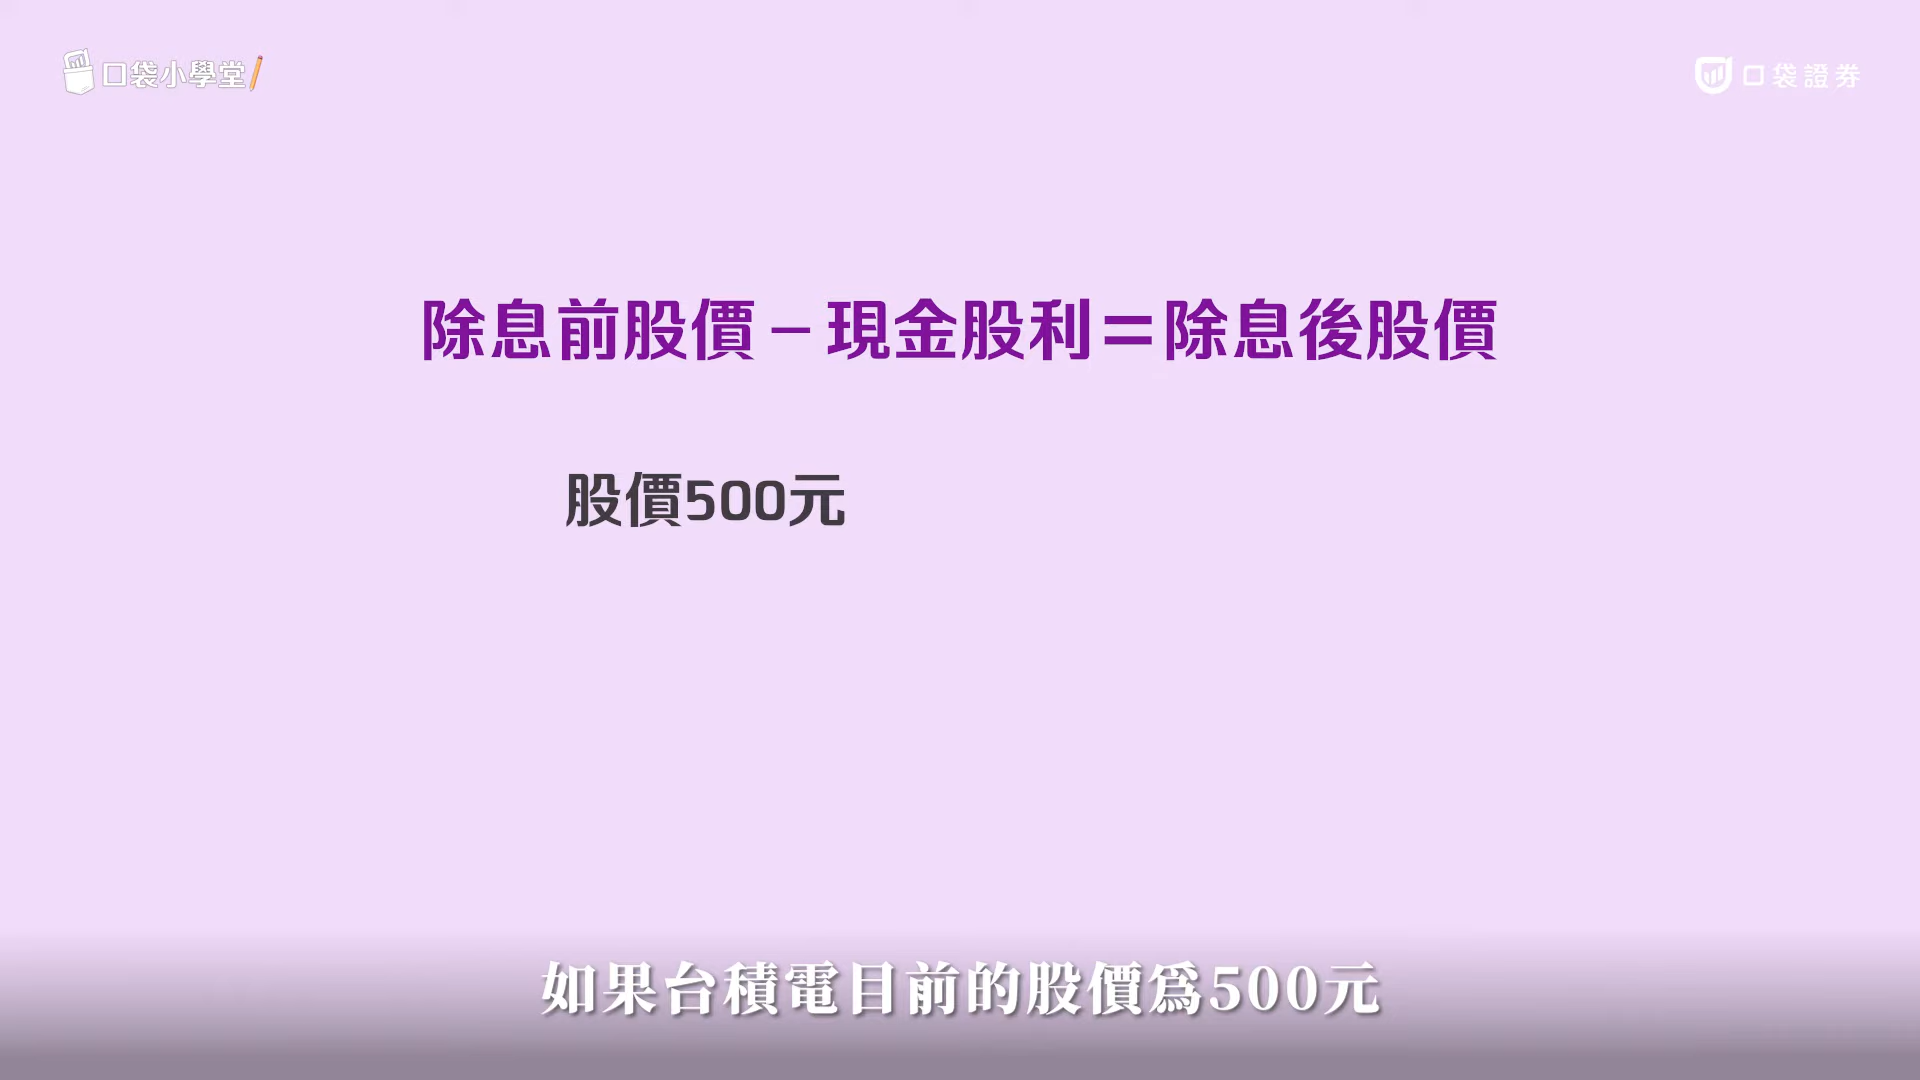 口袋小學堂
口袋證券
除息前股價－現金股利＝除息後股價
股價500元
如果台積電目前的股價爲500元